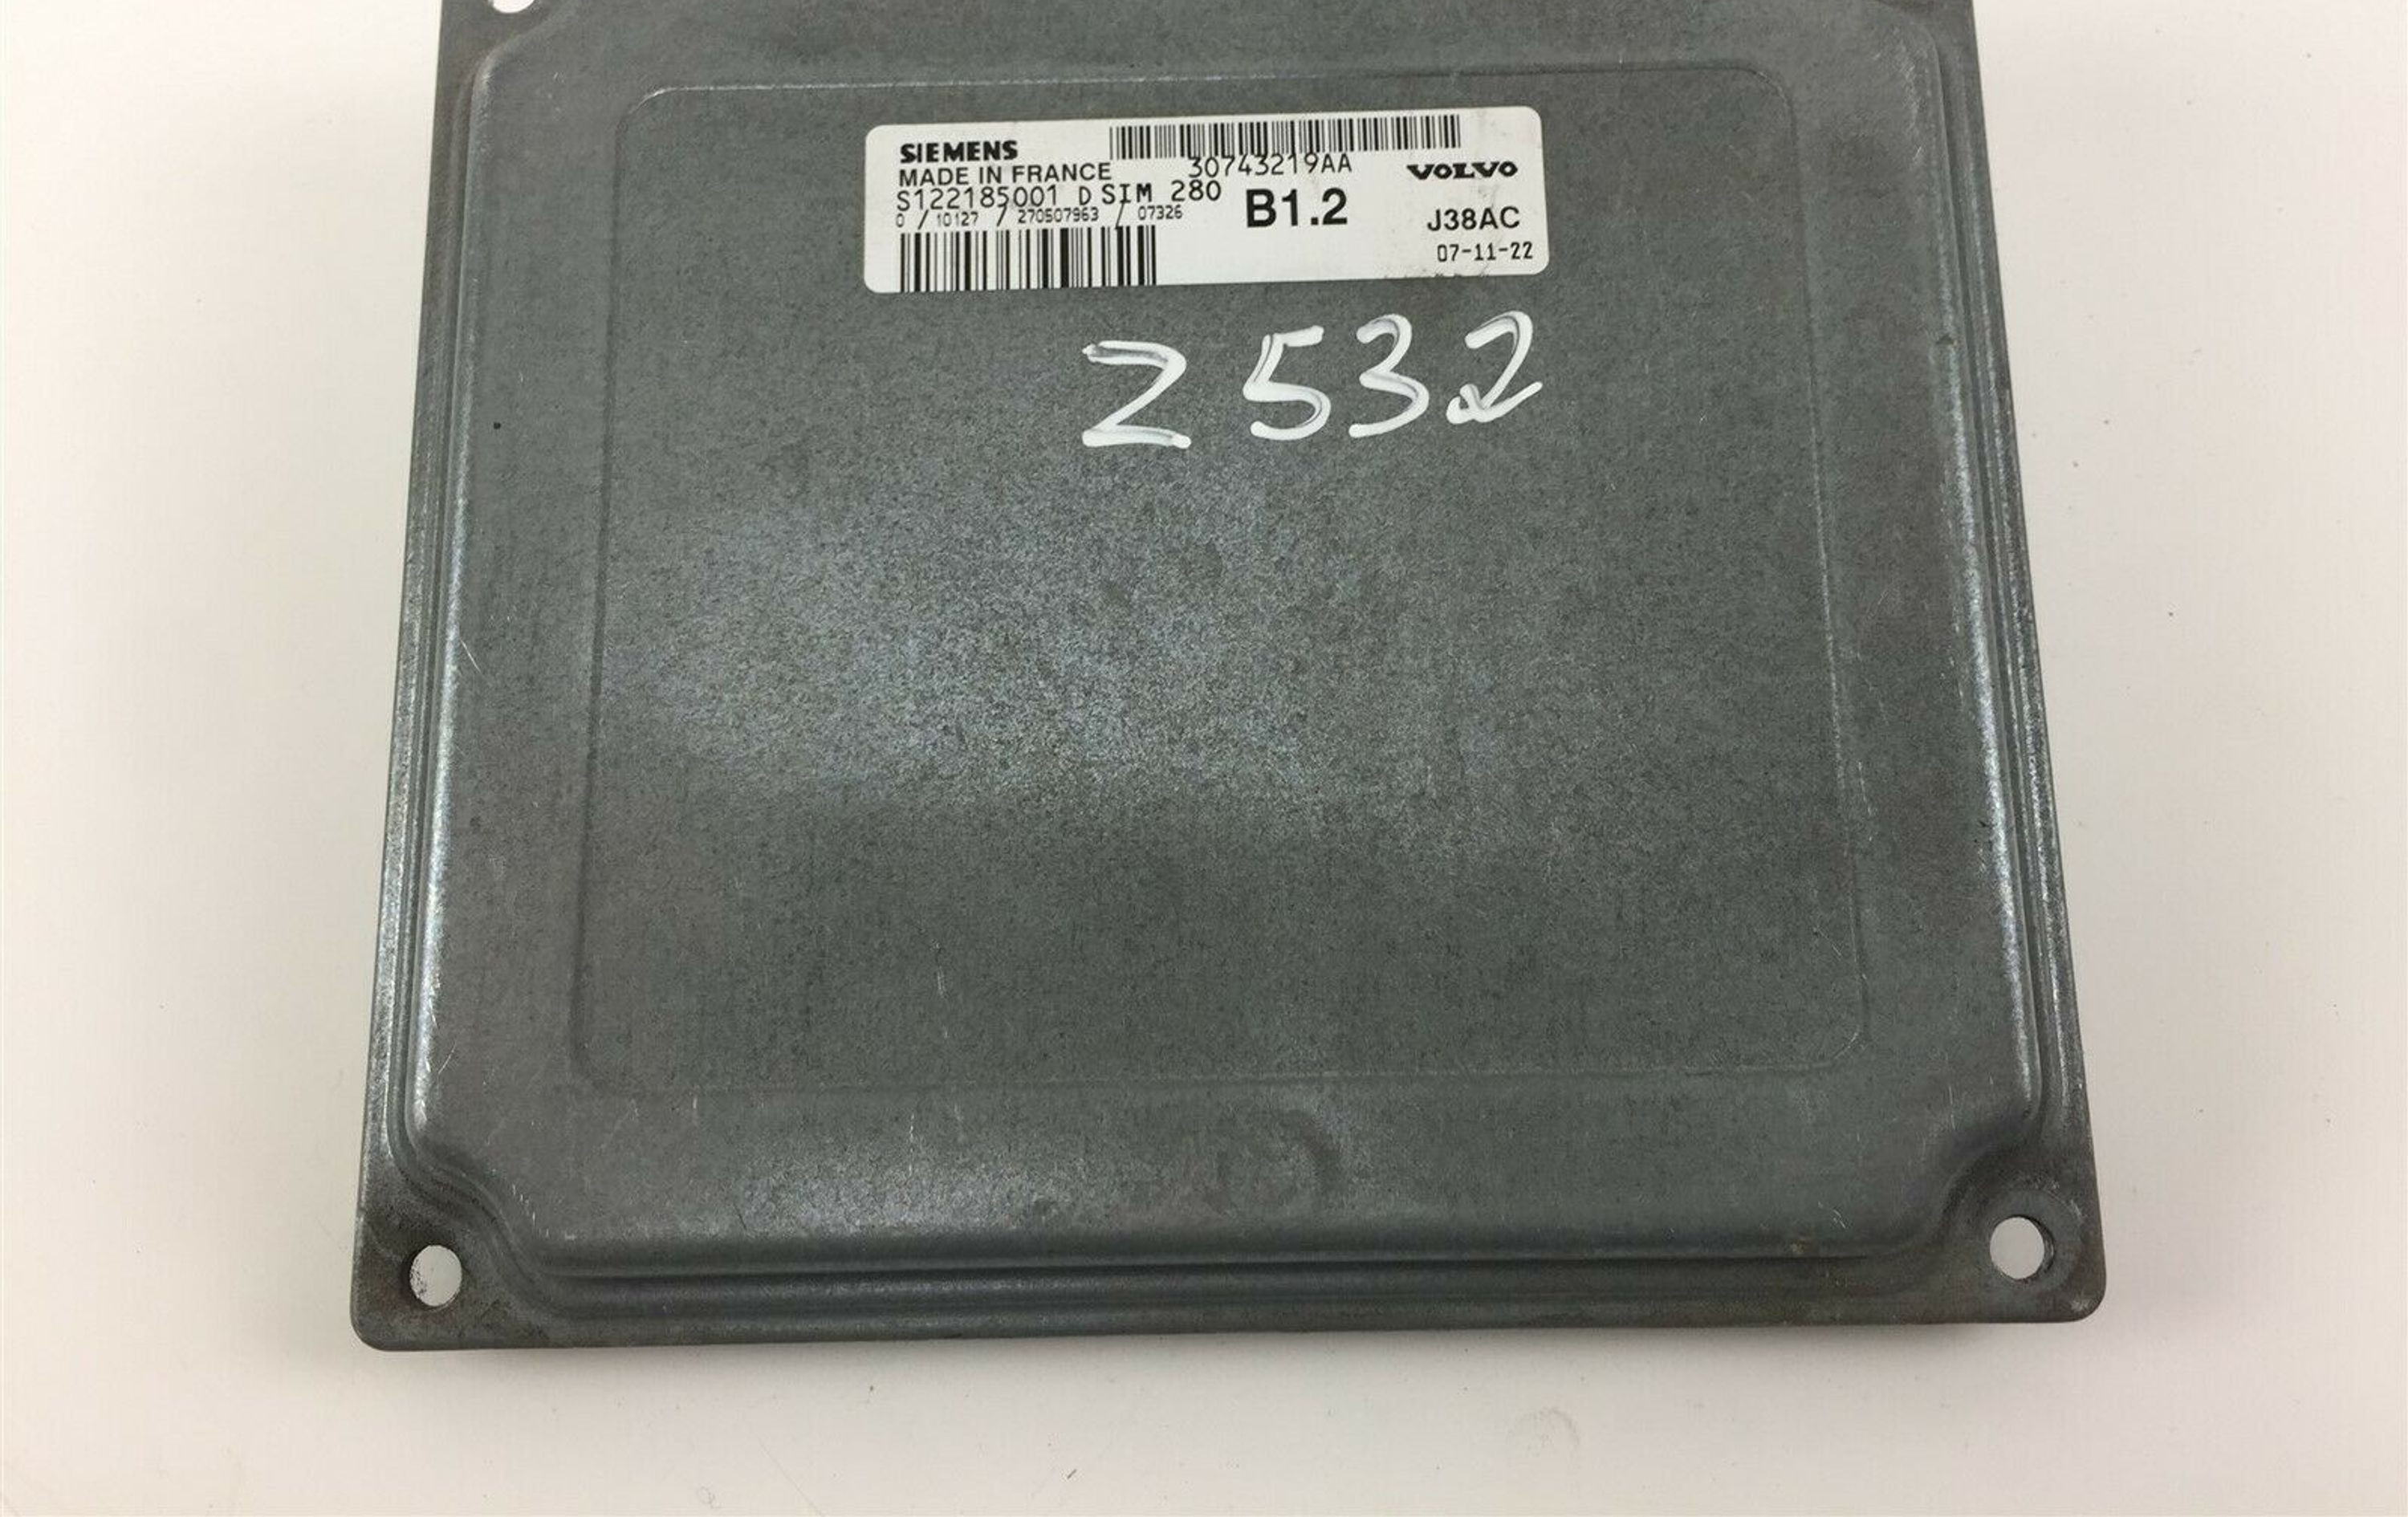 SIEMENS
MADE IN FRANCE 30743219AA VOLVO
S122185001 D SIM 280 B1.2 J38AC
0 / 10127 / 270507963 / 07326
07-11-22
2532